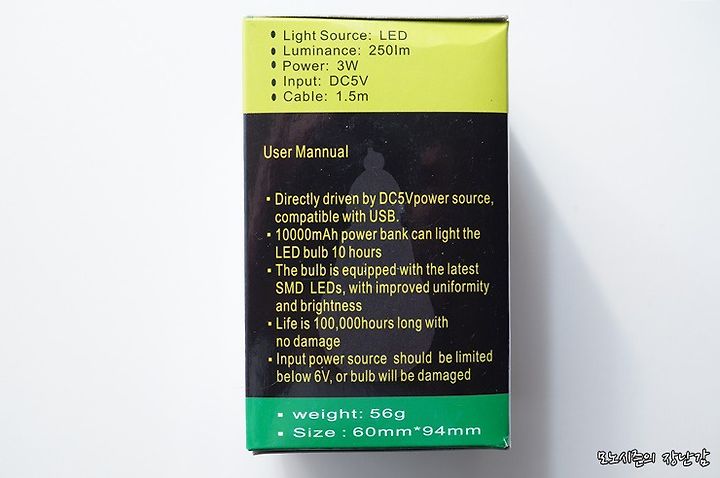 • Light Source: LED
• Luminance: 250lm
• Power: 3W
• Input: DC5V
• Cable: 1.5m
User Mannual
▪ Directly driven by DC5Vpower source,
compatible with USB.
▪ 10000mAh power bank can light the
LED bulb 10 hours
▪ The bulb is equipped with the latest
SMD LEDs, with improved uniformity
and brightness
▪ Life is 100,000hours long with
no damage
▪ Input power source should be limited
below 6V, or bulb will be damaged
▪ weight: 56g
▪ Size : 60mm*94mm
모노시즌의 장난감